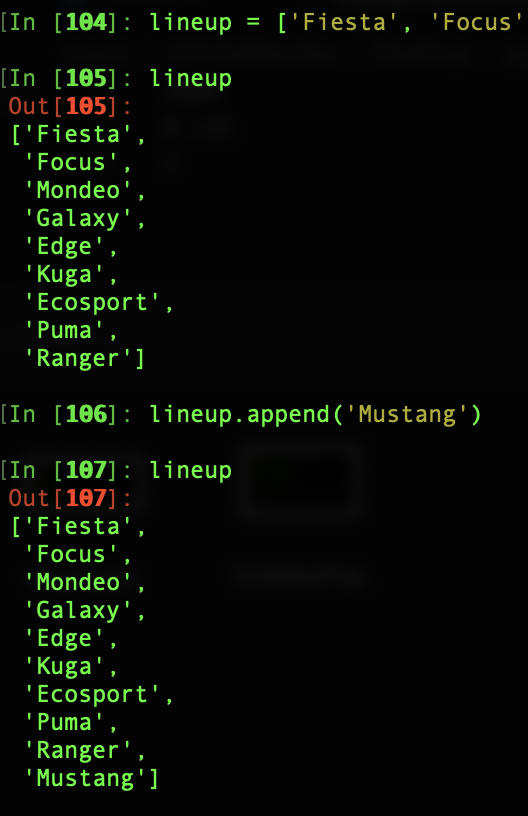 [In [104]: lineup = ['Fiesta', 'Focus'
[In [105]: lineup
Out[105]:
['Fiesta',
'Focus',
'Mondeo',
'Galaxy',
'Edge',
'Kuga',
'Ecosport',
'Puma',
'Ranger']
[In [106]: lineup.append('Mustang')
[In [107]: lineup
Out[107]:
['Fiesta',
'Focus',
'Mondeo',
'Galaxy',
'Edge',
'Kuga',
'Ecosport',
'Puma',
'Ranger',
'Mustang']